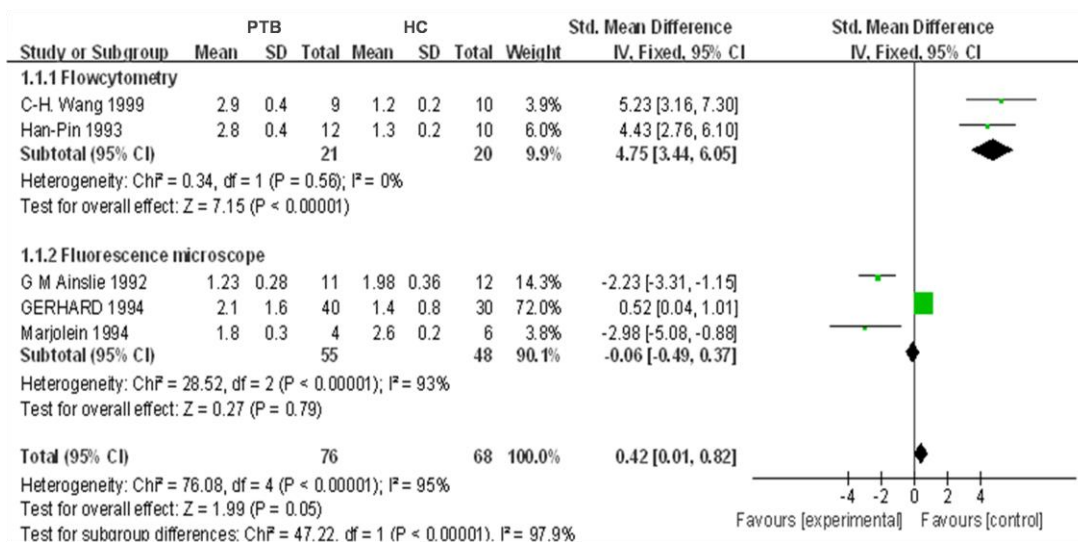 PTB HC Std. Mean Difference Std. Mean Difference
Study or Subgroup Mean SD Total Mean SD Total Weight IV, Fixed, 95% CI IV, Fixed, 95% CI
1.1.1 Flowcytometry
C-H. Wang 1999 2.9 0.4 9 1.2 0.2 10 3.9% 5.23 [3.16, 7.30]
Han-Pin 1993 2.8 0.4 12 1.3 0.2 10 6.0% 4.43 [2.76, 6.10]
Subtotal (95% CI) 21 20 9.9% 4.75 [3.44, 6.05]
Heterogeneity: Chi² = 0.34, df = 1 (P = 0.56); I² = 0%
Test for overall effect: Z = 7.15 (P < 0.00001)
1.1.2 Fluorescence microscope
G M Ainslie 1992 1.23 0.28 11 1.98 0.36 12 14.3% -2.23 [-3.31, -1.15]
GERHARD 1994 2.1 1.6 40 1.4 0.8 30 72.0% 0.52 [0.04, 1.01]
Marjolein 1994 1.8 0.3 4 2.6 0.2 6 3.8% -2.98 [-5.08, -0.88]
Subtotal (95% CI) 55 48 90.1% -0.06 [-0.49, 0.37]
Heterogeneity: Chi² = 28.52, df = 2 (P < 0.00001); I² = 93%
Test for overall effect: Z = 0.27 (P = 0.79)
Total (95% CI) 76 68 100.0% 0.42 [0.01, 0.82]
Heterogeneity: Chi² = 76.08, df = 4 (P < 0.00001); I² = 95%
Test for overall effect: Z = 1.99 (P = 0.05)
Test for subgroup differences: Chi² = 47.22, df = 1 (P < 0.00001), I² = 97.9%
-4 -2 0 2 4
Favours [experimental] Favours [control]